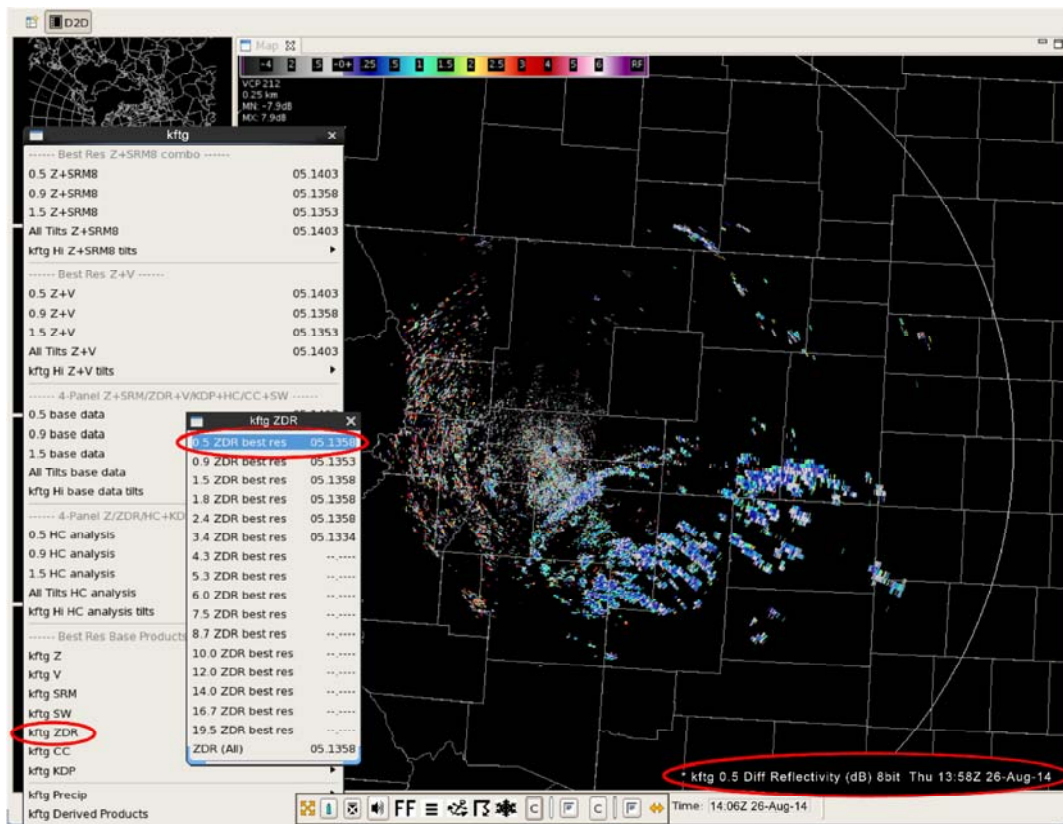 D2D
Map
-4 2 .5 -0+ .25 .5 1 1.5 2 2.5 3 4 5 6 RF
VCP 212
0.25 km
MN: -7.9dB
MX: 7.9dB
kftg
------ Best Res Z+SRM8 combo ------
0.5 Z+SRM8 05.1403
0.9 Z+SRM8 05.1358
1.5 Z+SRM8 05.1353
All Tilts Z+SRM8 05.1403
kftg Hi Z+SRM8 tilts
------ Best Res Z+V ------
0.5 Z+V 05.1403
0.9 Z+V 05.1358
1.5 Z+V 05.1353
All Tilts Z+V 05.1403
kftg Hi Z+V tilts
------ 4-Panel Z+SRM/ZDR+V/KDP+HC/CC+SW ------
0.5 base data
0.9 base data
1.5 base data
All Tilts base data
kftg Hi base data tilts
------ 4-Panel Z/ZDR/HC+KD
0.5 HC analysis
0.9 HC analysis
1.5 HC analysis
All Tilts HC analysis
kftg Hi HC analysis tilts
------ Best Res Base Products
kftg Z
kftg V
kftg SRM
kftg SW
kftg ZDR
kftg CC
kftg KDP
kftg Precip
kftg Derived Products
kftg ZDR
0.5 ZDR best res 05.1358
0.9 ZDR best res 05.1353
1.5 ZDR best res 05.1358
1.8 ZDR best res 05.1358
2.4 ZDR best res 05.1358
3.4 ZDR best res 05.1334
4.3 ZDR best res --.----
5.3 ZDR best res --.----
6.0 ZDR best res --.----
7.5 ZDR best res --.----
8.7 ZDR best res --.----
10.0 ZDR best res --.----
12.0 ZDR best res --.----
14.0 ZDR best res --.----
16.7 ZDR best res --.----
19.5 ZDR best res --.----
ZDR (All) 05.1358
* kftg 0.5 Diff Reflectivity (dB) 8bit Thu 13:58Z 26-Aug-14
FF C C Time: 14:06Z 26-Aug-14